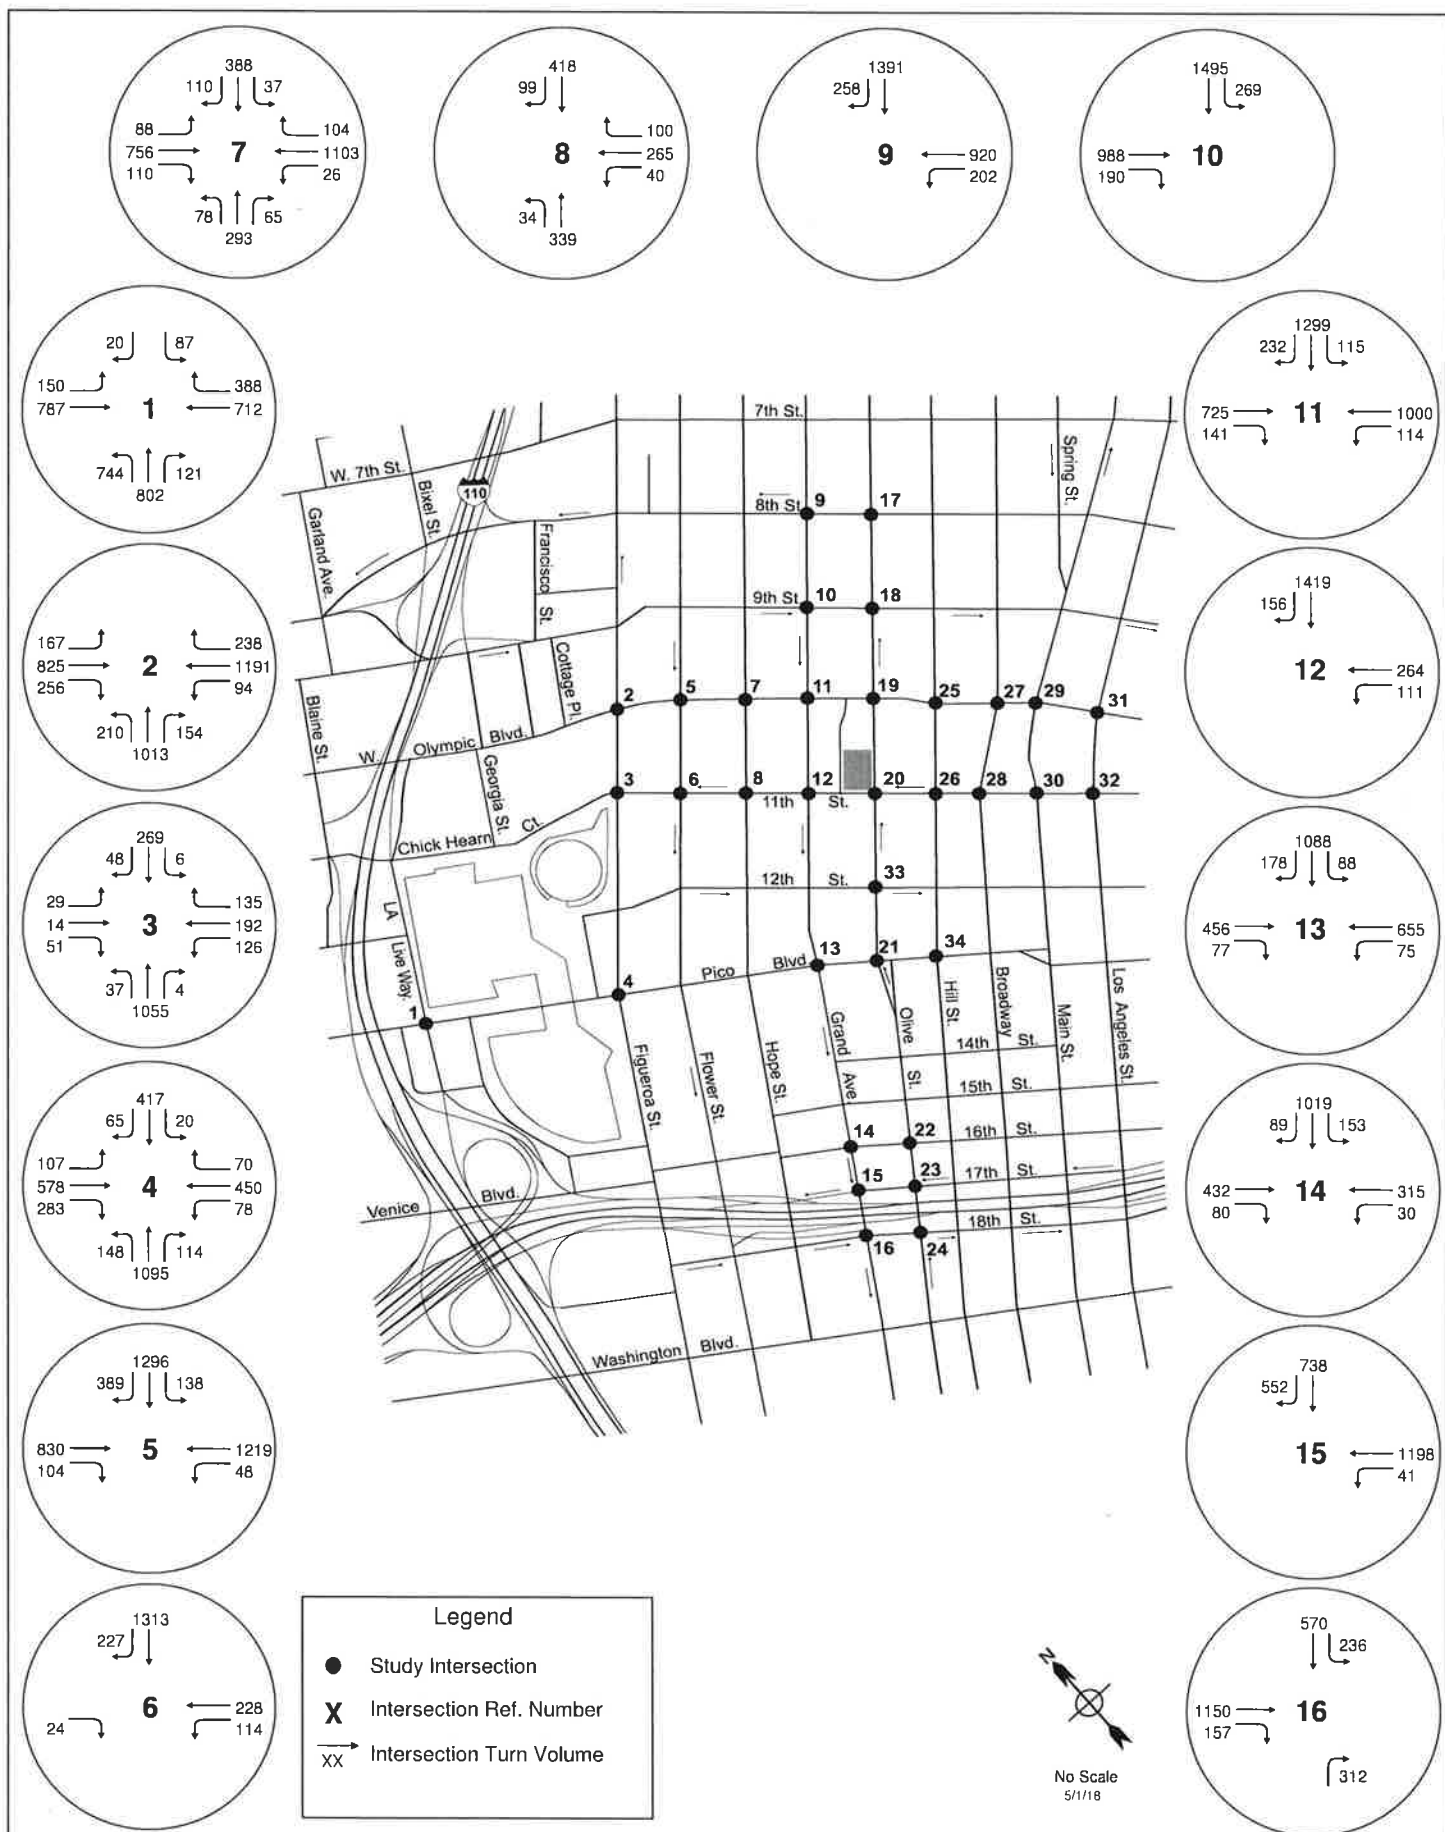 388
110 37
88 104
756 7 1103
110 26
78 65
293
418
99
100
8 265
40
34
339
1391
258
9 920
202
1495
269
988 10
190
20 87
150 388
787 1 712
744 121
802
1299
232 115
725 11 1000
141 114
167 238
825 2 1191
256 94
210 154
1013
1419
156
12 264
111
269
48 6
29 135
14 3 192
51 126
37 4
1055
1088
178 88
456 13 655
77 75
417
65 20
107 70
578 4 450
283 78
148 114
1095
1019
89 153
432 14 315
80 30
1296
389 138
830 5 1219
104 48
738
552
15 1198
41
1313
227
6 228
24 114
570
236
1150 16
157
312
7th St.
W. 7th St.
Spring St.
110
Bixel St.
Garland Ave.
8th St.
9 17
Francisco St.
9th St
10 18
Cottage Pl.
Blaine St.
2 5 7 11 19 25 27 29 31
W. Olympic Blvd.
Georgia St.
3 6 8 12 20 26 28 30 32
11th St.
Chick Hearn Ct.
12th St.
33
LA Live Way.
13 21 34
Pico Blvd
4
1
Figueroa St.
Flower St.
Hope St.
Grand Ave
Olive St.
Hill St.
Broadway
Main St.
Los Angeles St.
14th St.
15th St.
14 22
16th St.
15 23
17th St.
Venice Blvd.
18th St.
16 24
Washington Blvd.
Legend
Study Intersection
X Intersection Ref. Number
XX Intersection Turn Volume
N
No Scale
5/1/18